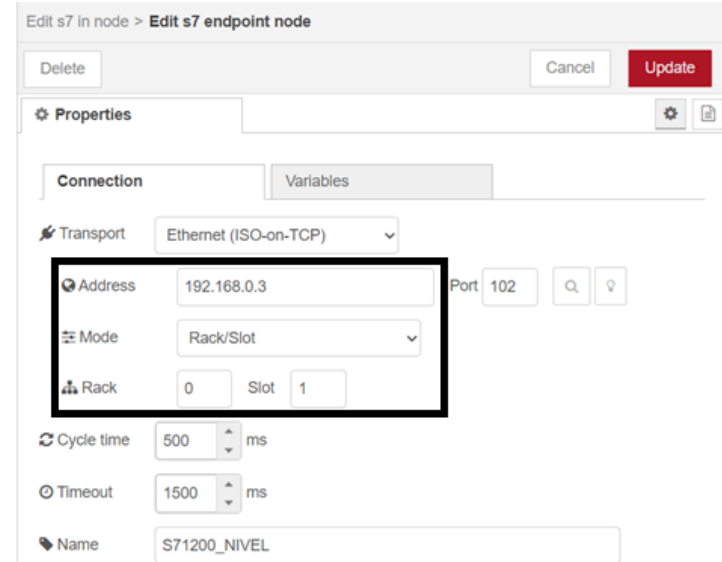 Edit s7 in node > Edit s7 endpoint node
Delete Cancel Update
Properties
Connection Variables
Transport Ethernet (ISO-on-TCP)
Address 192.168.0.3 Port 102
Mode Rack/Slot
Rack 0 Slot 1
Cycle time 500 ms
Timeout 1500 ms
Name S71200_NIVEL